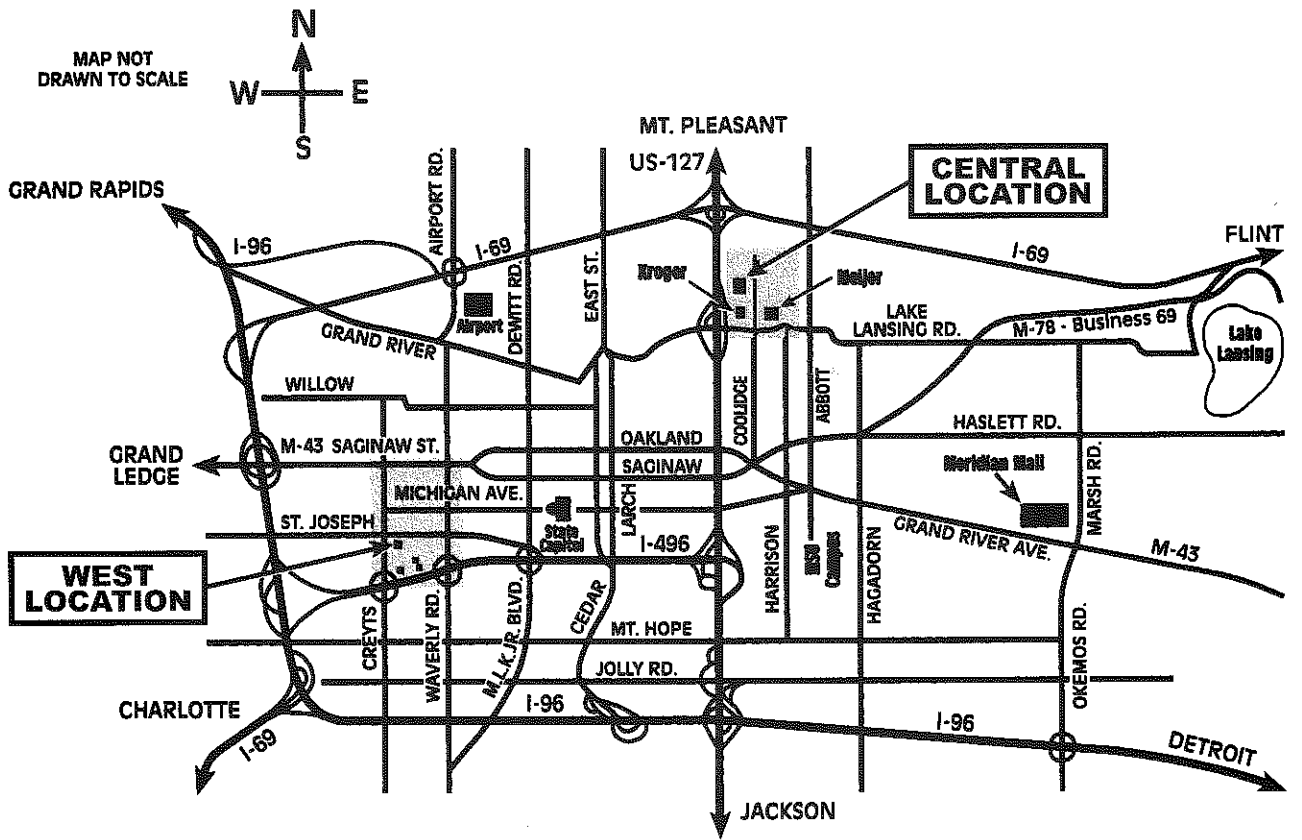 N
MAP NOT
DRAWN TO SCALE
W
E
S
MT. PLEASANT
US-127
CENTRAL
LOCATION
GRAND RAPIDS
I-96
AIRPORT RD.
I-69
DEWITT RD.
EAST ST.
Kroger
Meijer
I-69
FLINT
Airport
GRAND RIVER
LAKE
LANSING RD.
M-78 - Business 69
Lake
Lansing
WILLOW
COOLIDGE
ABBOTT
M-43 SAGINAW ST.
OAKLAND
HASLETT RD.
GRAND
LEDGE
SAGINAW
Meridian Mall
MARSH RD.
MICHIGAN AVE.
LARCH
ST. JOSEPH
State
Capitol
I-496
HARRISON
MSU
Campus
HAGADORN
GRAND RIVER AVE.
M-43
WEST
LOCATION
CREYTS
WAVERLY RD.
M.L.K. JR. BLVD.
CEDAR
MT. HOPE
JOLLY RD.
OKEMOS RD.
CHARLOTTE
I-69
I-96
I-96
DETROIT
JACKSON